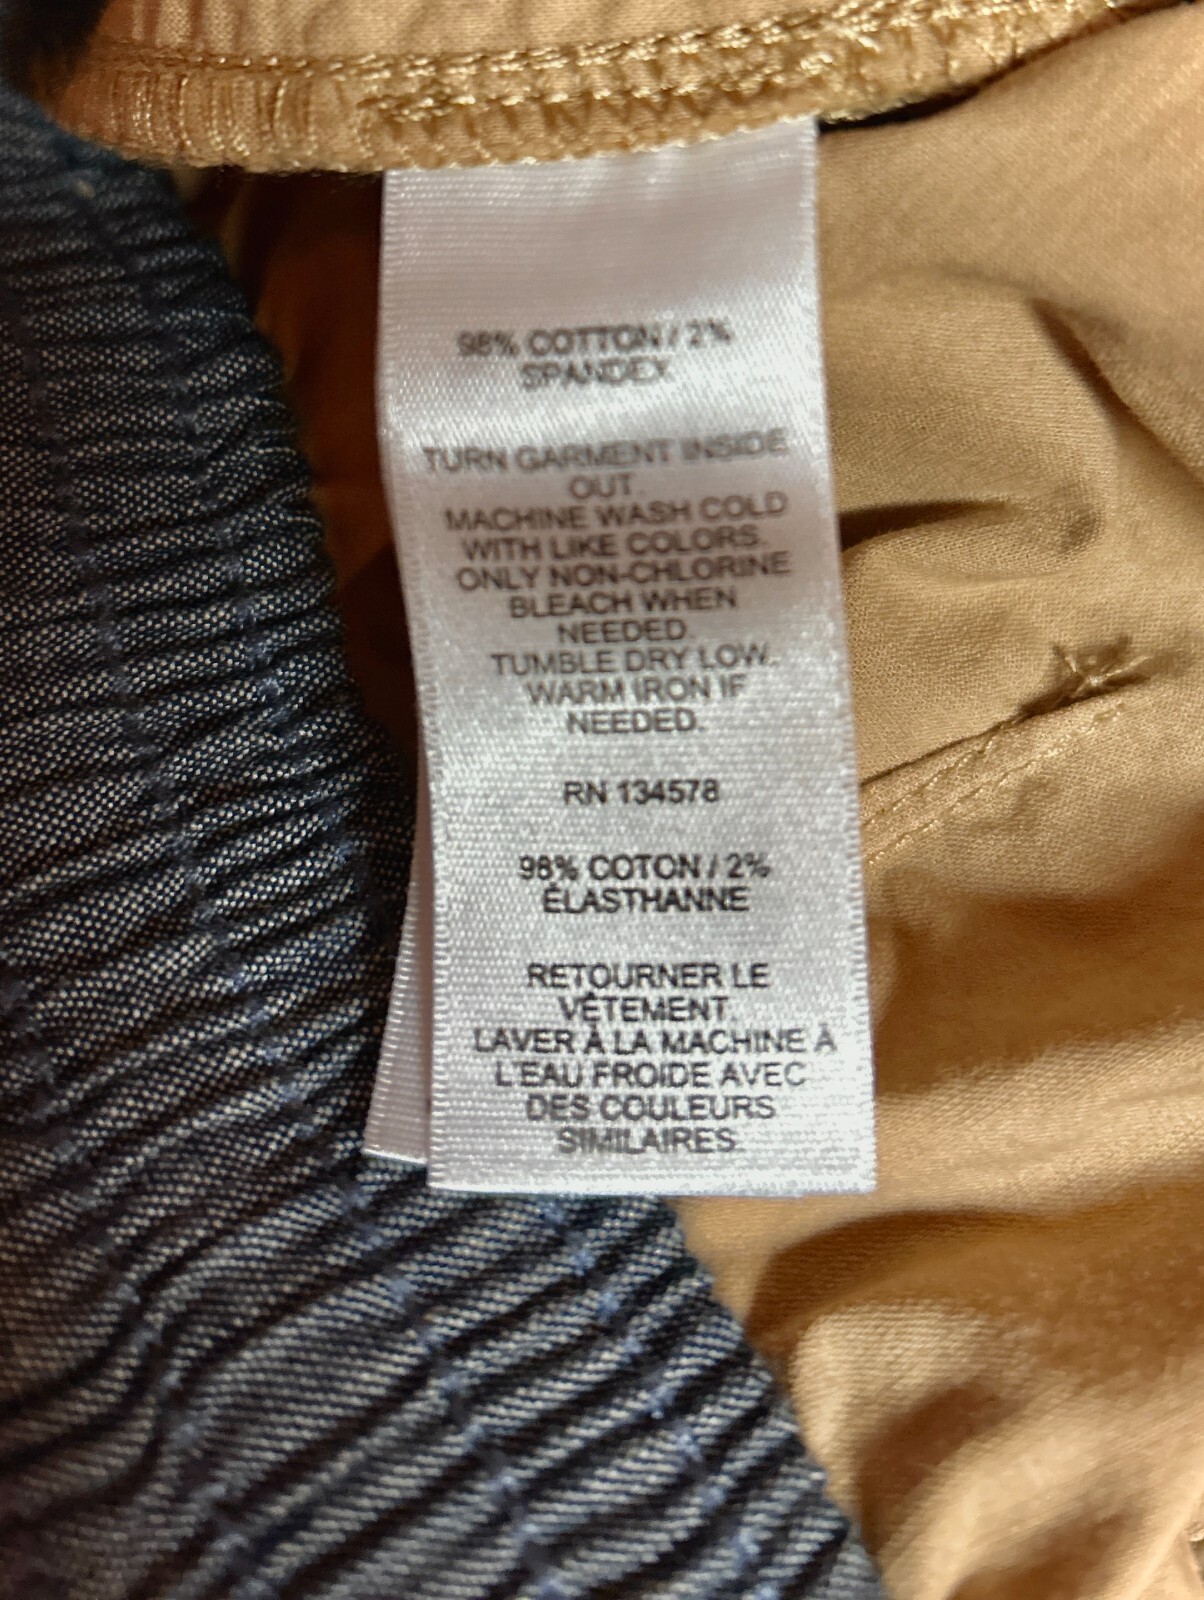 98% COTTON / 2%
SPANDEX
TURN GARMENT INSIDE
OUT.
MACHINE WASH COLD
WITH LIKE COLORS.
ONLY NON-CHLORINE
BLEACH WHEN
NEEDED.
TUMBLE DRY LOW.
WARM IRON IF
NEEDED.
RN 134578
98% COTON / 2%
ÉLASTHANNE
RETOURNER LE
VÊTEMENT.
LAVER À LA MACHINE À
L'EAU FROIDE AVEC
DES COULEURS
SIMILAIRES.